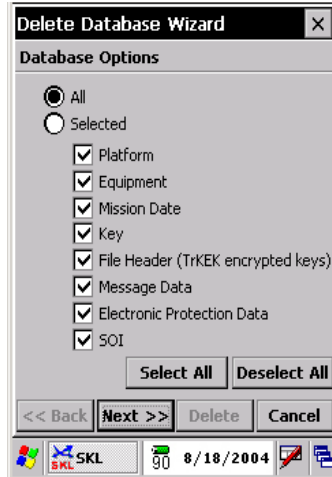 Delete Database Wizard
Database Options
All
Selected
Platform
Equipment
Mission Date
Key
File Header (TrKEK encrypted keys)
Message Data
Electronic Protection Data
SOI
Select All Deselect All
<< Back Next >> Delete Cancel
SKL SKL 90 8/18/2004